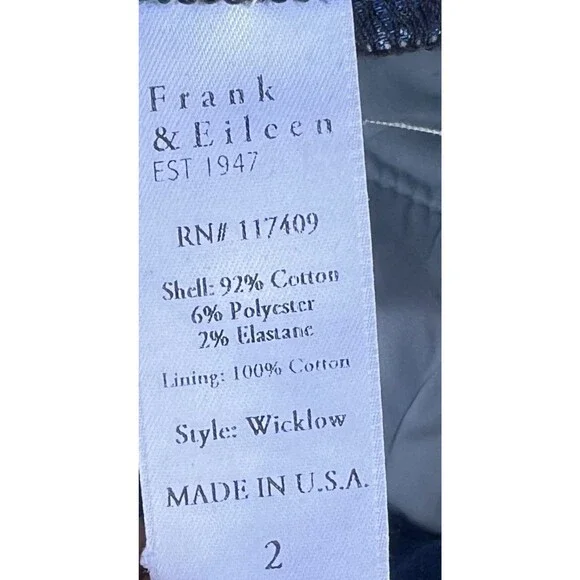 Frank
& Eileen
EST 1947
RN# 117409
Shell: 92% Cotton
6% Polyester
2% Elastane
Lining: 100% Cotton
Style: Wicklow
MADE IN U.S.A.
2